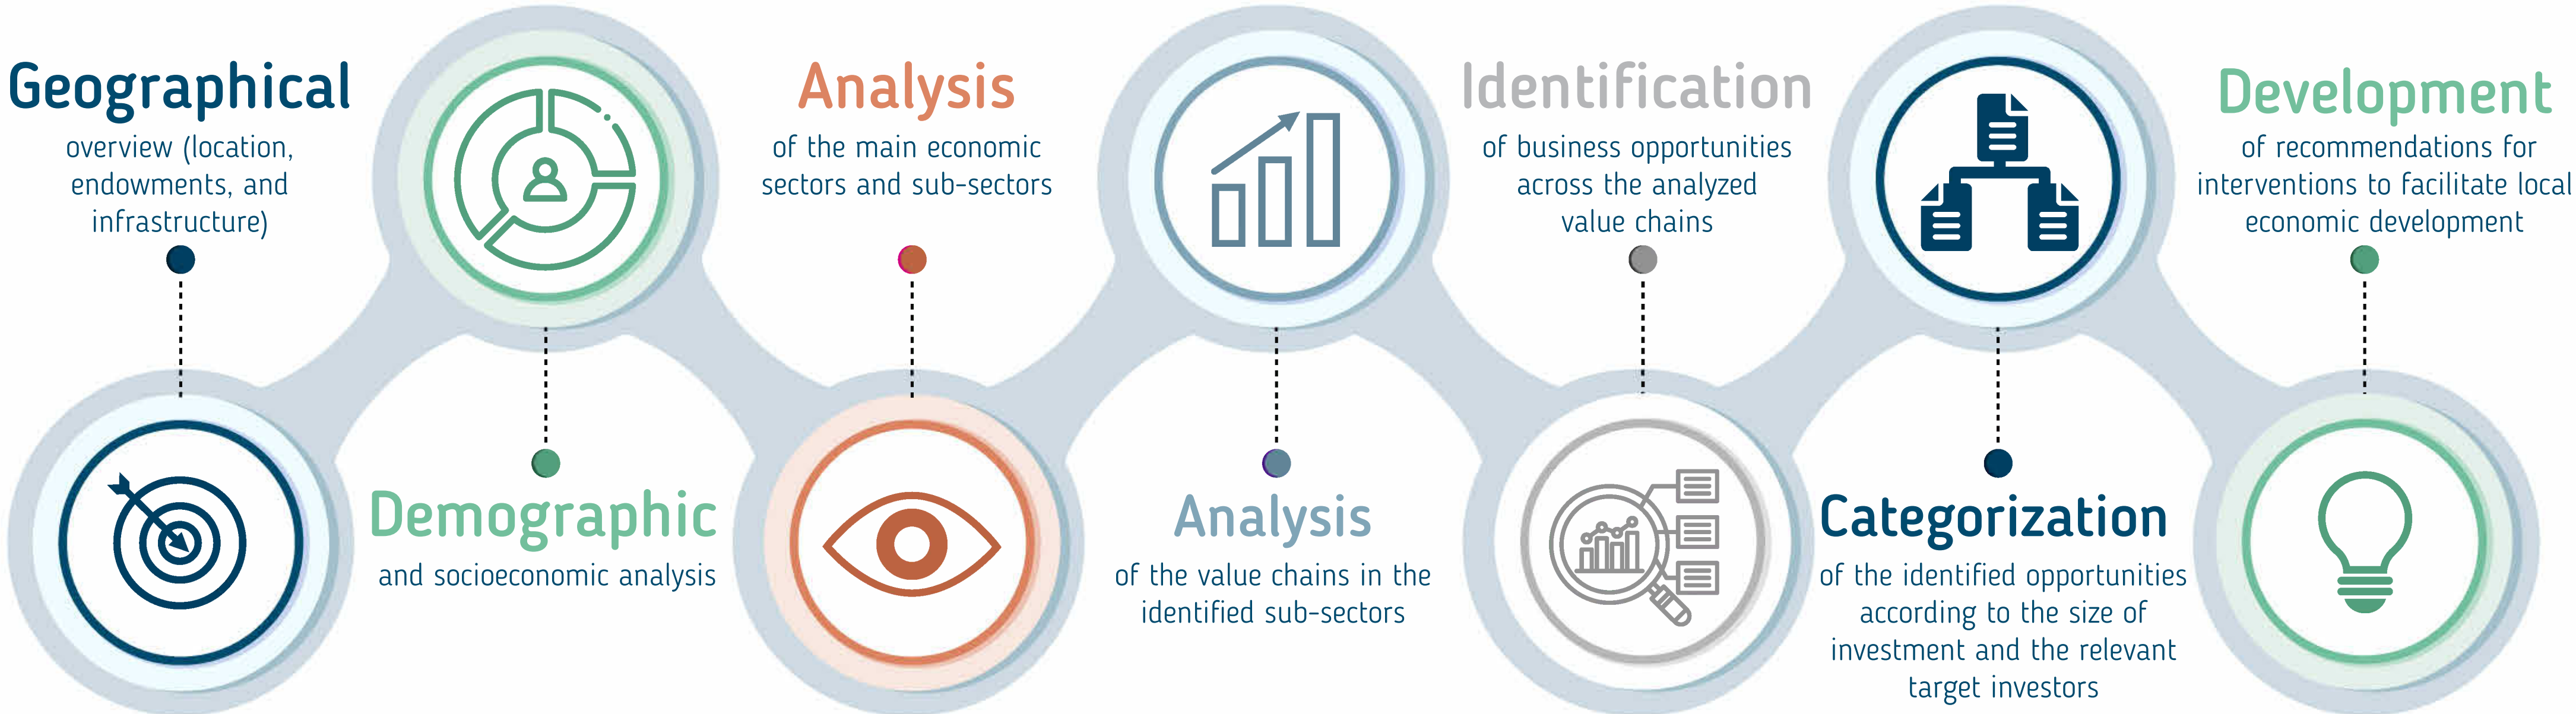 Geographical
overview (location,
endowments, and
infrastructure)
Demographic
and socioeconomic analysis
Analysis
of the main economic
sectors and sub-sectors
Analysis
of the value chains in the
identified sub-sectors
Identification
of business opportunities
across the analyzed
value chains
Categorization
of the identified opportunities
according to the size of
investment and the relevant
target investors
Development
of recommendations for
interventions to facilitate local
economic development